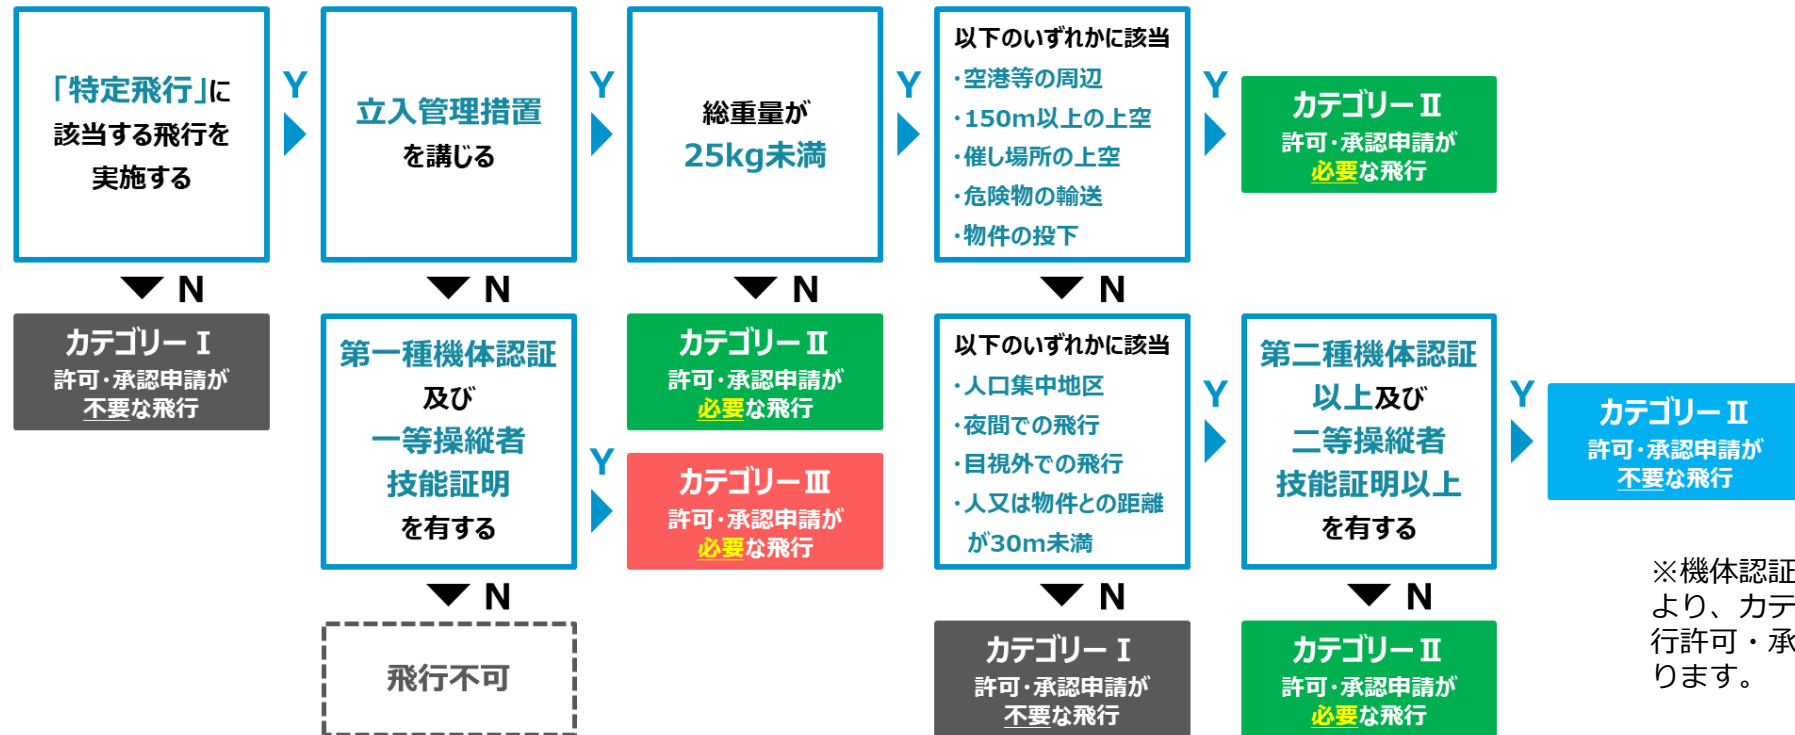 「特定飛行」に
該当する飛行を
実施する
Y
立入管理措置
を講じる
Y
総重量が
25kg未満
Y
以下のいずれかに該当
・空港等の周辺
・150m以上の上空
・催し場所の上空
・危険物の輸送
・物件の投下
Y
カテゴリーⅡ
許可・承認申請が
必要な飛行
N
N
N
N
カテゴリーⅠ
許可・承認申請が
不要な飛行
第一種機体認証
及び
一等操縦者
技能証明
を有する
Y
カテゴリーⅡ
許可・承認申請が
必要な飛行
カテゴリーⅢ
許可・承認申請が
必要な飛行
以下のいずれかに該当
・人口集中地区
・夜間での飛行
・目視外での飛行
・人又は物件との距離
が30m未満
Y
第二種機体認証
以上及び
二等操縦者
技能証明以上
を有する
Y
カテゴリーⅡ
許可・承認申請が
不要な飛行
N
N
N
飛行不可
カテゴリーⅠ
許可・承認申請が
不要な飛行
カテゴリーⅡ
許可・承認申請が
必要な飛行
※機体認証
より、カテ
行許可・承
ります。